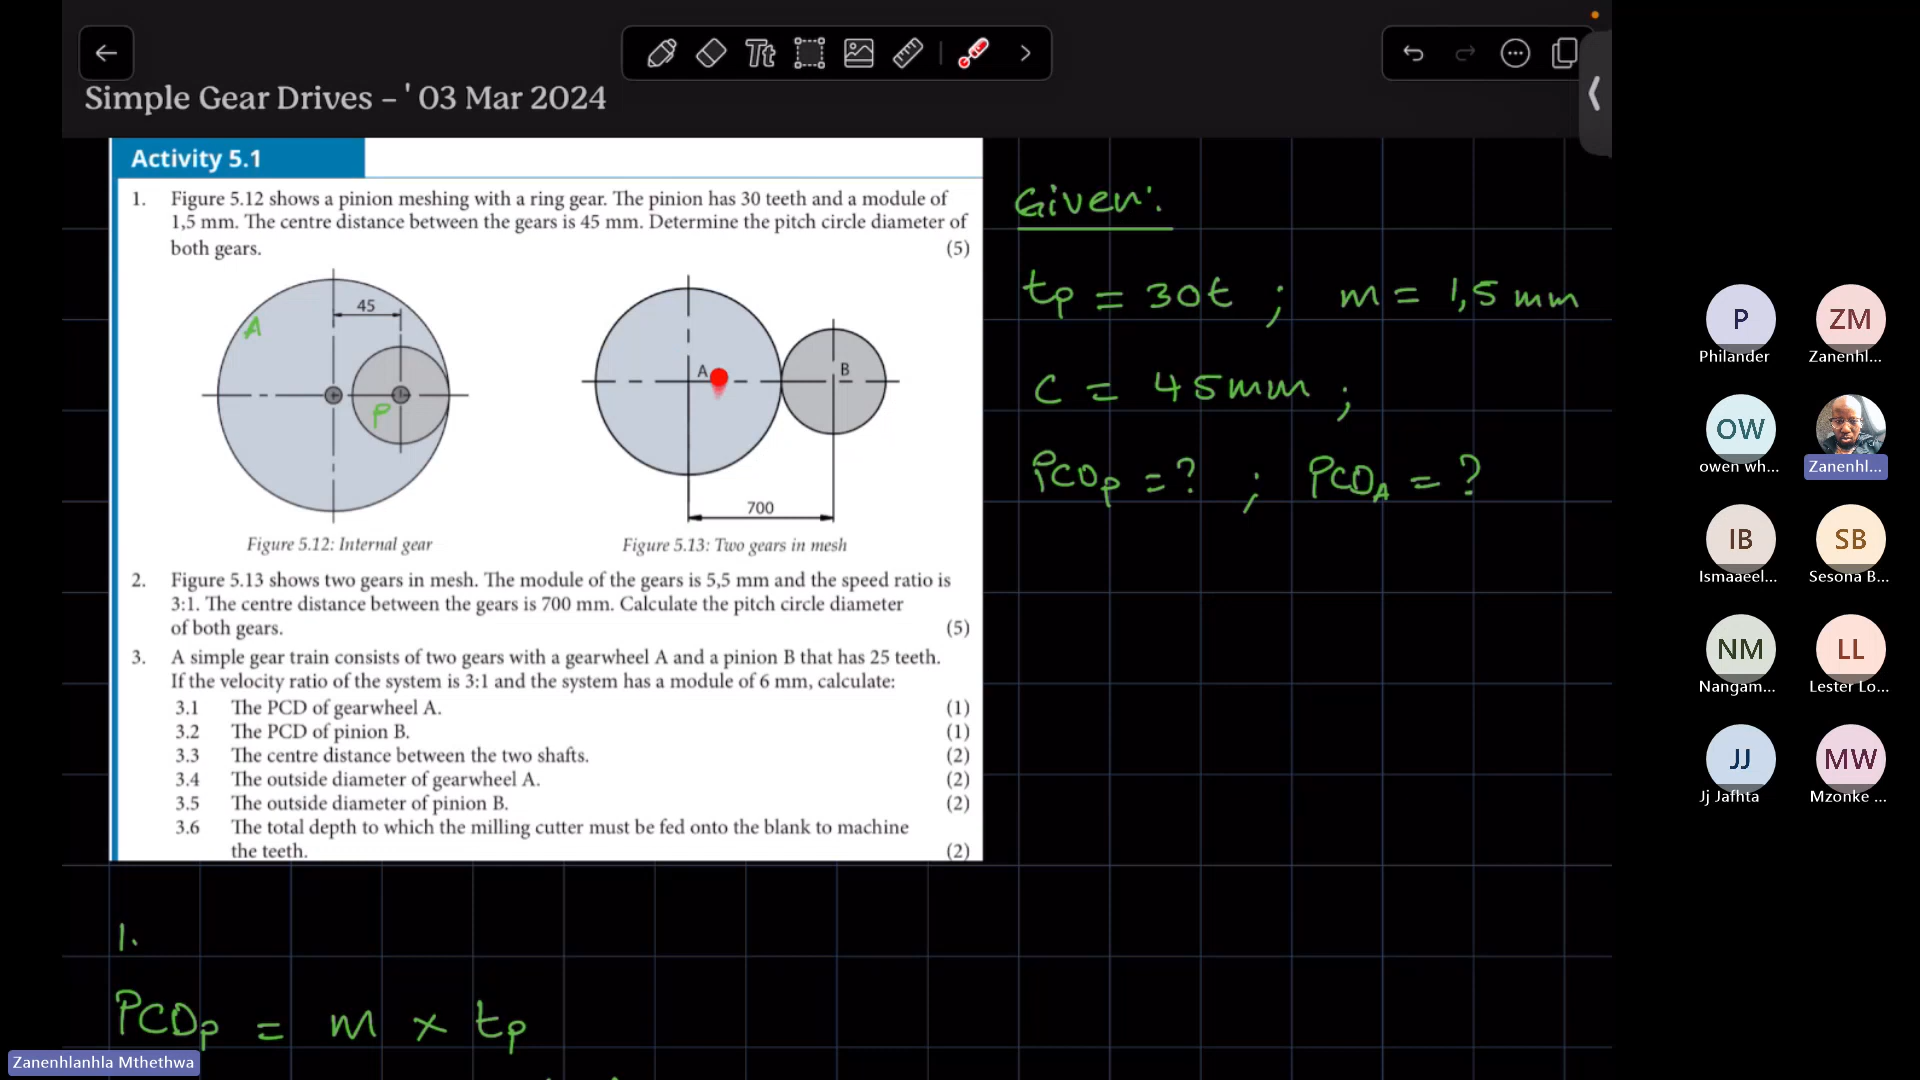 Simple Gear Drives - ' 03 Mar 2024
Activity 5.1
1. Figure 5.12 shows a pinion meshing with a ring gear. The pinion has 30 teeth and a module of
1,5 mm. The centre distance between the gears is 45 mm. Determine the pitch circle diameter of
both gears. (5)
45
A
P
Figure 5.12: Internal gear
A
B
700
Figure 5.13: Two gears in mesh
2. Figure 5.13 shows two gears in mesh. The module of the gears is 5,5 mm and the speed ratio is
3:1. The centre distance between the gears is 700 mm. Calculate the pitch circle diameter
of both gears. (5)
3. A simple gear train consists of two gears with a gearwheel A and a pinion B that has 25 teeth.
If the velocity ratio of the system is 3:1 and the system has a module of 6 mm, calculate:
3.1 The PCD of gearwheel A. (1)
3.2 The PCD of pinion B. (1)
3.3 The centre distance between the two shafts. (2)
3.4 The outside diameter of gearwheel A. (2)
3.5 The outside diameter of pinion B. (2)
3.6 The total depth to which the milling cutter must be fed onto the blank to machine
the teeth. (2)
Given:
tp = 30t ; m = 1,5 mm
C = 45mm ;
PCDp = ? ; PCDA = ?
1.
PCDp = m x tp
Zanenhlanhla Mthethwa
P
Philander
ZM
Zanenhl...
OW
owen wh...
Zanenhl...
IB
Ismaaeel...
SB
Sesona B...
NM
Nangam...
LL
Lester Lo...
JJ
Jj Jafhta
MW
Mzonke ...